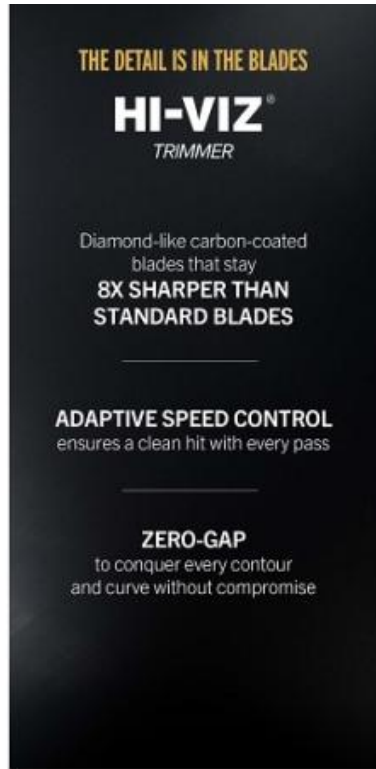 THE DETAIL IS IN THE BLADES
HI-VIZ®
TRIMMER
Diamond-like carbon-coated
blades that stay
8X SHARPER THAN
STANDARD BLADES
ADAPTIVE SPEED CONTROL
ensures a clean hit with every pass
ZERO-GAP
to conquer every contour
and curve without compromise